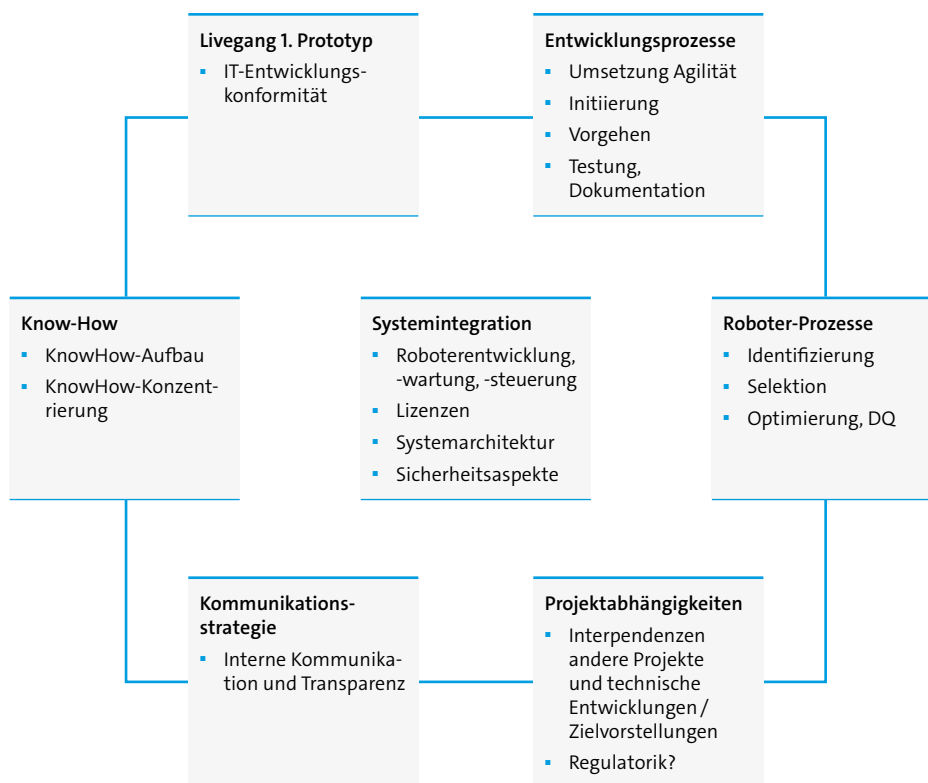 Livegang 1. Prototyp
▪ IT-Entwicklungs-
konformität
Entwicklungsprozesse
▪ Umsetzung Agilität
▪ Initiierung
▪ Vorgehen
▪ Testung,
Dokumentation
Know-How
▪ KnowHow-Aufbau
▪ KnowHow-Konzent-
rierung
Systemintegration
▪ Roboterentwicklung,
-wartung, -steuerung
▪ Lizenzen
▪ Systemarchitektur
▪ Sicherheitsaspekte
Roboter-Prozesse
▪ Identifizierung
▪ Selektion
▪ Optimierung, DQ
Kommunikations-
strategie
▪ Interne Kommunika-
tion und Transparenz
Projektabhängigkeiten
▪ Interpendenzen
andere Projekte
und technische
Entwicklungen /
Zielvorstellungen
▪ Regulatorik?